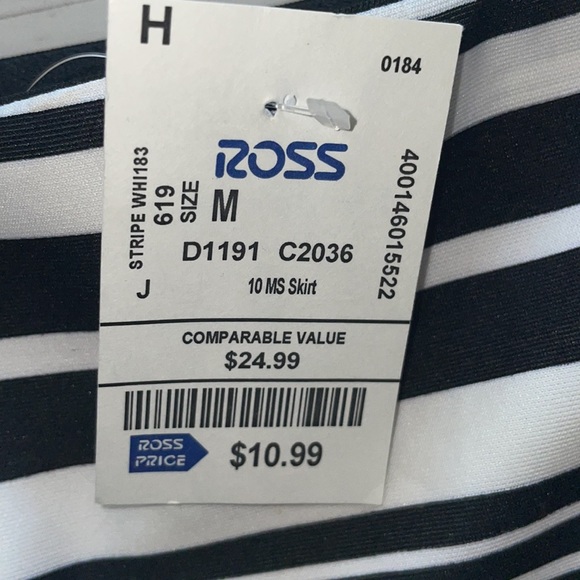 H
0184
ROSS
STRIPE WHI183
619
SIZE
M
400146015522
D1191 C2036
J
10 MS Skirt
COMPARABLE VALUE
$24.99
ROSS
PRICE
$10.99